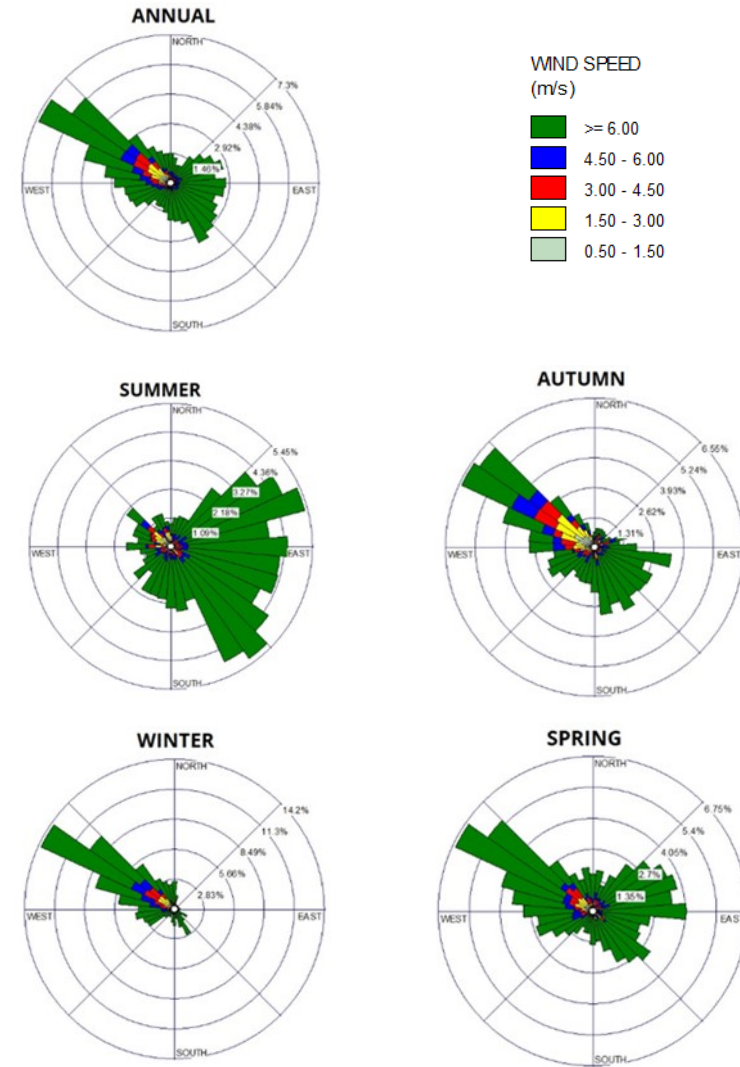 ANNUAL
NORTH
7.3%
5.84%
4.38%
2.92%
1.46%
WEST
EAST
SOUTH
WIND SPEED
(m/s)
>= 6.00
4.50 - 6.00
3.00 - 4.50
1.50 - 3.00
0.50 - 1.50
SUMMER
NORTH
5.45%
4.36%
3.27%
2.18%
1.09%
WEST
EAST
SOUTH
AUTUMN
NORTH
6.55%
5.24%
3.93%
2.62%
1.31%
WEST
EAST
SOUTH
WINTER
NORTH
14.2%
11.3%
8.49%
5.66%
2.83%
WEST
EAST
SOUTH
SPRING
NORTH
6.75%
5.4%
4.05%
2.7%
1.35%
WEST
EAST
SOUTH